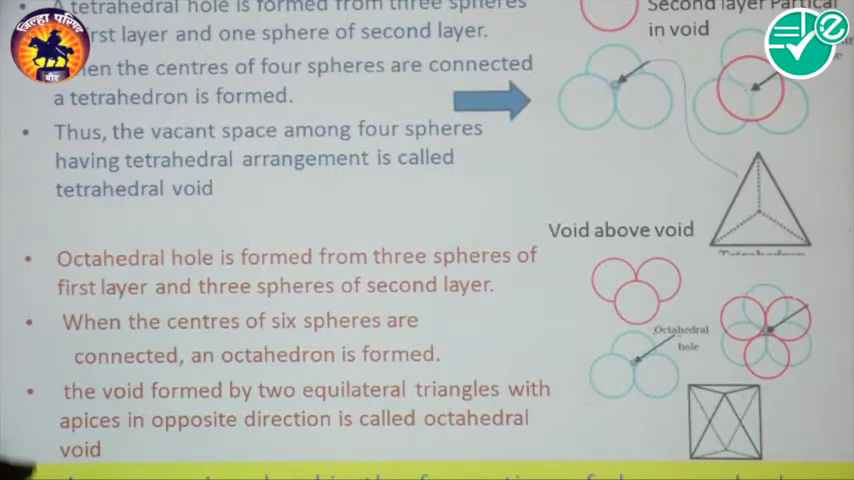 जिल्हा परिषद
बीड
A tetrahedral hole is formed from three spheres
first layer and one sphere of second layer.
When the centres of four spheres are connected
a tetrahedron is formed.
• Thus, the vacant space among four spheres
having tetrahedral arrangement is called
tetrahedral void
Second layer Partical
in void
Tetrahedron
Void above void
• Octahedral hole is formed from three spheres of
first layer and three spheres of second layer.
• When the centres of six spheres are
connected, an octahedron is formed.
• the void formed by two equilateral triangles with
apices in opposite direction is called octahedral
void
Octahedral
hole